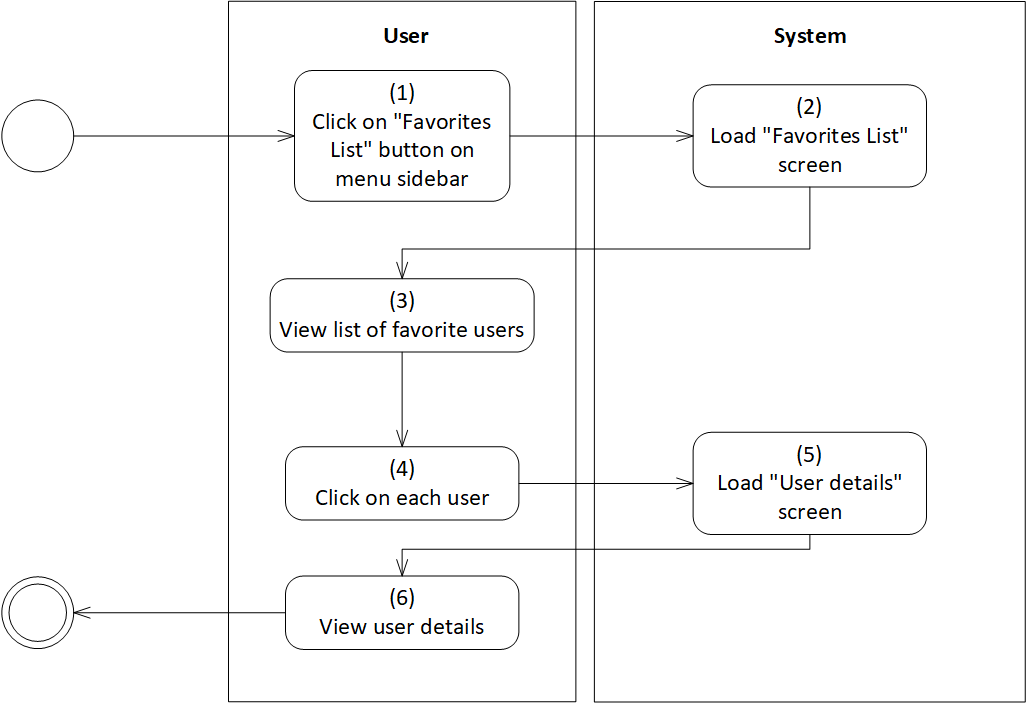 User
System
(1)
Click on "Favorites
List" button on
menu sidebar
(2)
Load "Favorites List"
screen
(3)
View list of favorite users
(4)
Click on each user
(5)
Load "User details"
screen
(6)
View user details